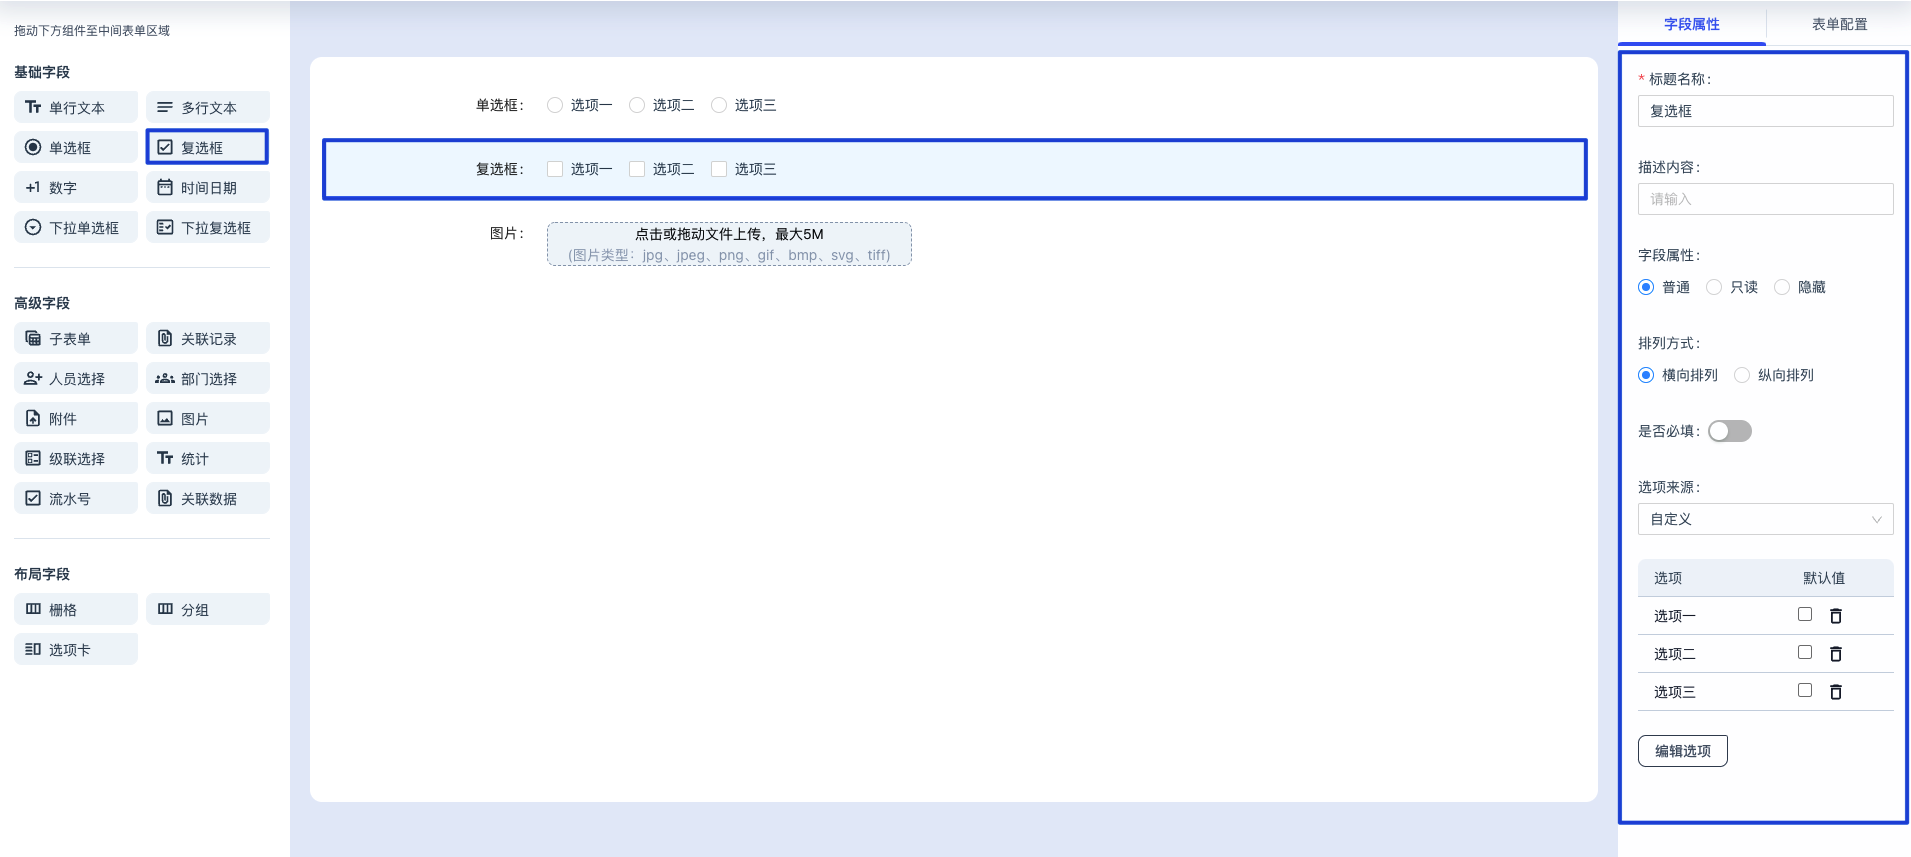 拖动下方组件至中间表单区域
基础字段
单行文本
多行文本
单选框
复选框
+1 数字
时间日期
下拉单选框
下拉复选框
高级字段
子表单
关联记录
人员选择
部门选择
附件
图片
级联选择
统计
流水号
关联数据
布局字段
栅格
分组
选项卡
单选框： 选项一 选项二 选项三
复选框： 选项一 选项二 选项三
图片： 点击或拖动文件上传，最大5M
(图片类型：jpg、jpeg、png、gif、bmp、svg、tiff)
字段属性 表单配置
* 标题名称：
复选框
描述内容：
请输入
字段属性：
普通 只读 隐藏
排列方式：
横向排列 纵向排列
是否必填：
选项来源：
自定义
选项 默认值
选项一
选项二
选项三
编辑选项